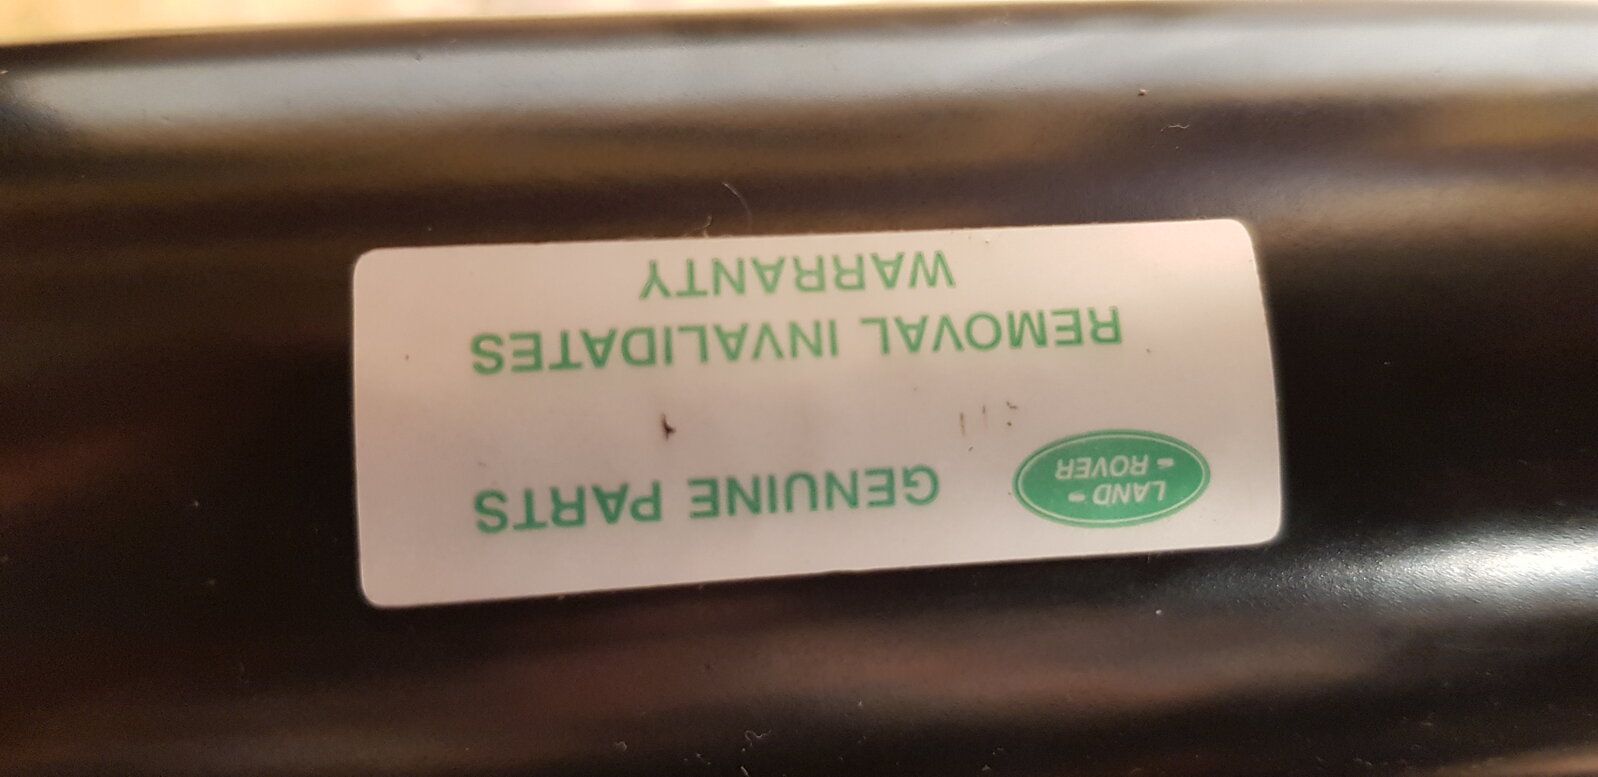 LAND -
- ROVER
GENUINE PARTS
REMOVAL INVALIDATES
WARRANTY